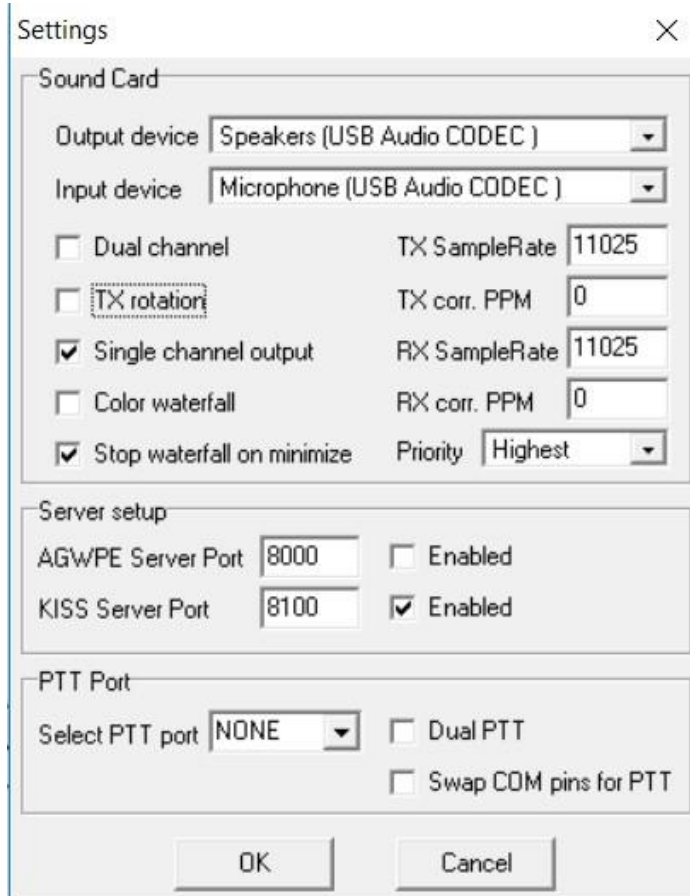 Settings
Sound Card
Output device Speakers (USB Audio CODEC )
Input device Microphone (USB Audio CODEC )
Dual channel TX SampleRate 11025
TX rotation TX corr. PPM 0
Single channel output RX SampleRate 11025
Color waterfall RX corr. PPM 0
Stop waterfall on minimize Priority Highest
Server setup
AGWPE Server Port 8000 Enabled
KISS Server Port 8100 Enabled
PTT Port
Select PTT port NONE Dual PTT
Swap COM pins for PTT
OK Cancel